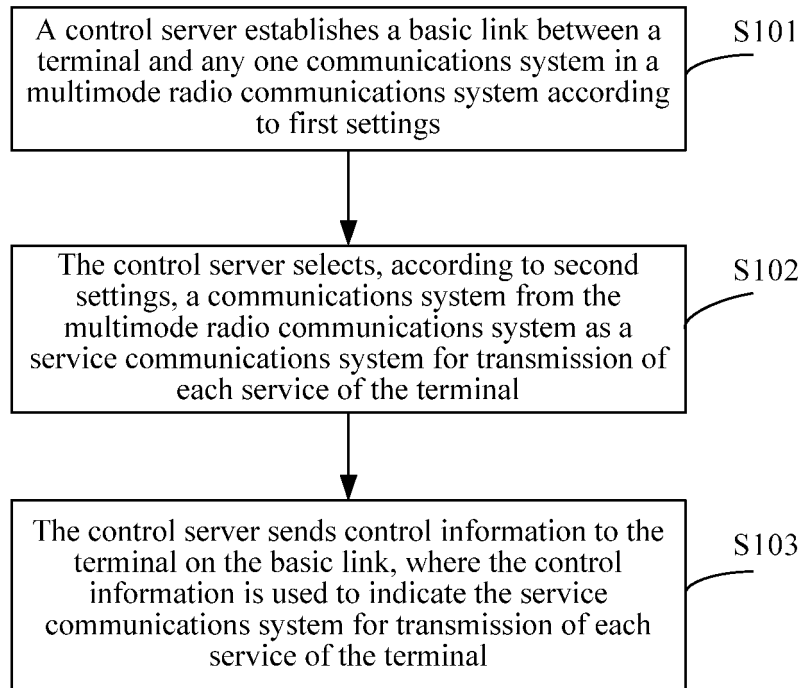 A control server establishes a basic link between a
terminal and any one communications system in a
multimode radio communications system according
to first settings
S101
The control server selects, according to second
settings, a communications system from the
multimode radio communications system as a
service communications system for transmission of
each service of the terminal
S102
The control server sends control information to the
terminal on the basic link, where the control
information is used to indicate the service
communications system for transmission of each
service of the terminal
S103